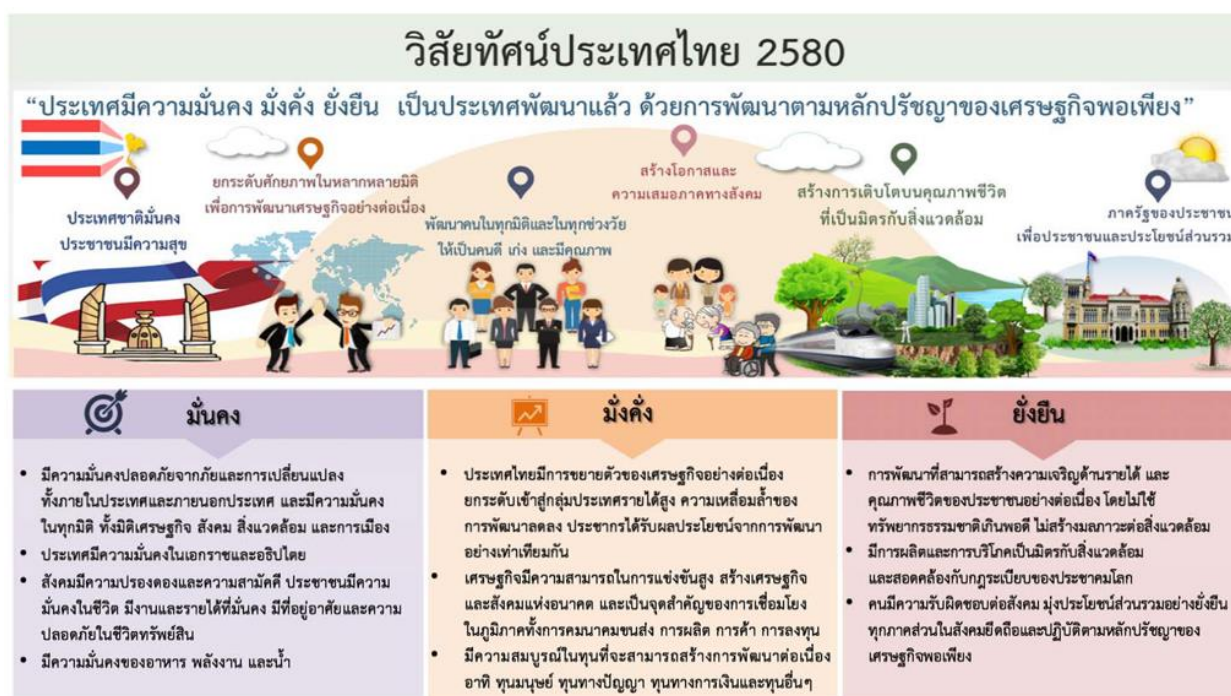 วิสัยทัศน์ประเทศไทย 2580
“ประเทศมีความมั่นคง มั่งคั่ง ยั่งยืน เป็นประเทศพัฒนาแล้ว ด้วยการพัฒนาตามหลักปรัชญาของเศรษฐกิจพอเพียง”
ประเทศชาติมั่นคง
ประชาชนมีความสุข
ยกระดับศักยภาพในหลากหลายมิติ
เพื่อการพัฒนาเศรษฐกิจอย่างต่อเนื่อง
พัฒนาคนในทุกมิติและในทุกช่วงวัย
ให้เป็นคนดี เก่ง และมีคุณภาพ
สร้างโอกาสและ
ความเสมอภาคทางสังคม
สร้างการเติบโตบนคุณภาพชีวิต
ที่เป็นมิตรกับสิ่งแวดล้อม
ภาครัฐของประชาชน
เพื่อประชาชนและประโยชน์ส่วนรวม
มั่นคง
• มีความมั่นคงปลอดภัยจากภัยและการเปลี่ยนแปลง
ทั้งภายในประเทศและภายนอกประเทศ และมีความมั่นคง
ในทุกมิติ ทั้งมิติเศรษฐกิจ สังคม สิ่งแวดล้อม และการเมือง
• ประเทศมีความมั่นคงในเอกราชและอธิปไตย
• สังคมมีความปรองดองและความสามัคคี ประชาชนมีความ
มั่นคงในชีวิต มีงานและรายได้ที่มั่นคง มีที่อยู่อาศัยและความ
ปลอดภัยในชีวิตทรัพย์สิน
• มีความมั่นคงของอาหาร พลังงาน และน้ำ
มั่งคั่ง
• ประเทศไทยมีการขยายตัวของเศรษฐกิจอย่างต่อเนื่อง
ยกระดับเข้าสู่กลุ่มประเทศรายได้สูง ความเหลื่อมล้ำของ
การพัฒนาลดลง ประชากรได้รับผลประโยชน์จากการพัฒนา
อย่างเท่าเทียมกัน
• เศรษฐกิจมีความสามารถในการแข่งขันสูง สร้างเศรษฐกิจ
และสังคมแห่งอนาคต และเป็นจุดสำคัญของการเชื่อมโยง
ในภูมิภาคทั้งการคมนาคมขนส่ง การผลิต การค้า การลงทุน
• มีความสมบูรณ์ในทุนที่จะสามารถสร้างการพัฒนาต่อเนื่อง
อาทิ ทุนมนุษย์ ทุนทางปัญญา ทุนทางการเงินและทุนอื่นๆ
ยั่งยืน
• การพัฒนาที่สามารถสร้างความเจริญด้านรายได้ และ
คุณภาพชีวิตของประชาชนอย่างต่อเนื่อง โดยไม่ใช้
ทรัพยากรธรรมชาติเกินพอดี ไม่สร้างมลภาวะต่อสิ่งแวดล้อม
• มีการผลิตและการบริโภคเป็นมิตรกับสิ่งแวดล้อม
และสอดคล้องกับกฎระเบียบของประชาคมโลก
• คนมีความรับผิดชอบต่อสังคม มุ่งประโยชน์ส่วนรวมอย่างยั่งยืน
ทุกภาคส่วนในสังคมยึดถือและปฏิบัติตามหลักปรัชญาของ
เศรษฐกิจพอเพียง